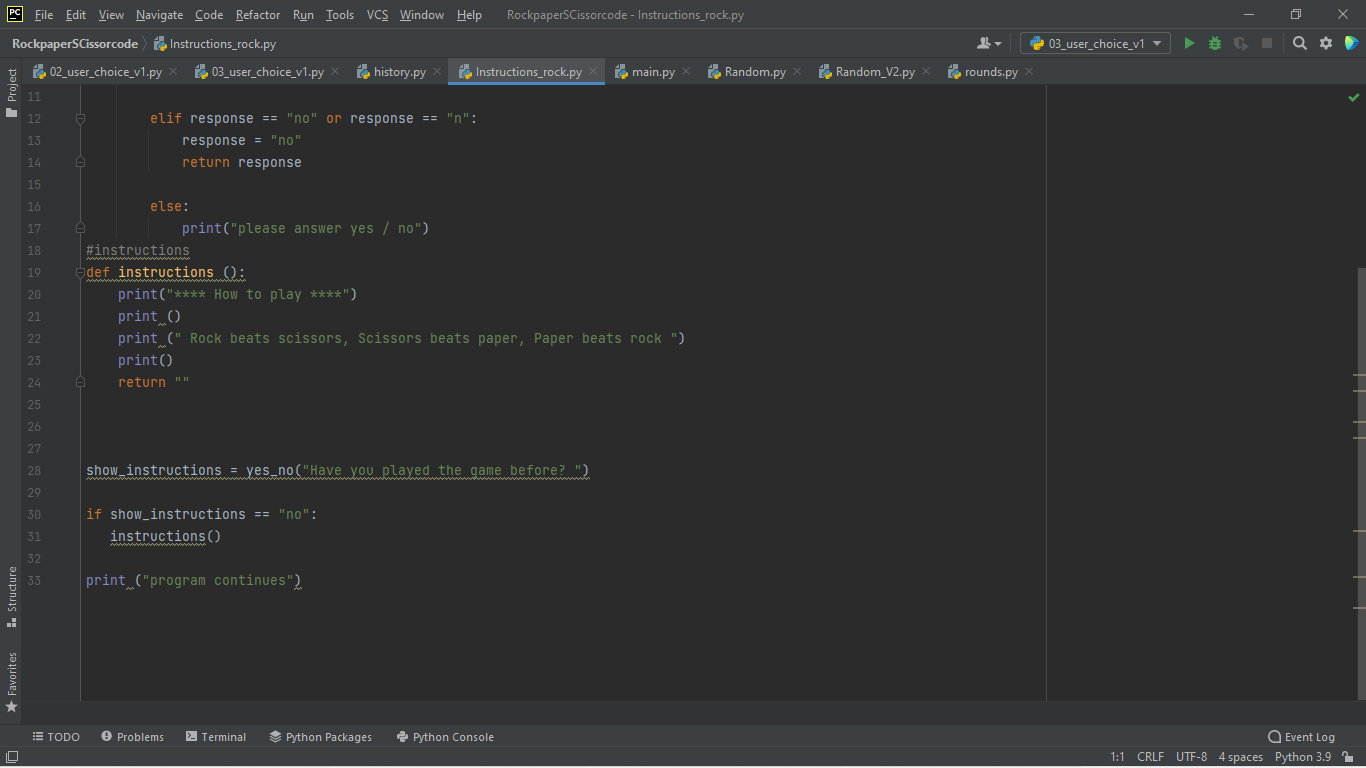 PC File Edit View Navigate Code Refactor Run Tools VCS Window Help RockpaperSCissorcode - Instructions_rock.py
RockpaperSCissorcode Instructions_rock.py 03_user_choice_v1
02_user_choice_v1.py 03_user_choice_v1.py history.py Instructions_rock.py main.py Random.py Random_V2.py rounds.py
Project
11
12 elif response == "no" or response == "n":
13 response = "no"
14 return response
15
16 else:
17 print("please answer yes / no")
18 #instructions
19 def instructions ():
20 print("**** How to play ****")
21 print ()
22 print (" Rock beats scissors, Scissors beats paper, Paper beats rock ")
23 print()
24 return ""
25
26
27
28 show_instructions = yes_no("Have you played the game before? ")
29
30 if show_instructions == "no":
31 instructions()
32
33 print ("program continues")
Structure
Favorites
TODO Problems Terminal Python Packages Python Console Event Log
1:1 CRLF UTF-8 4 spaces Python 3.9